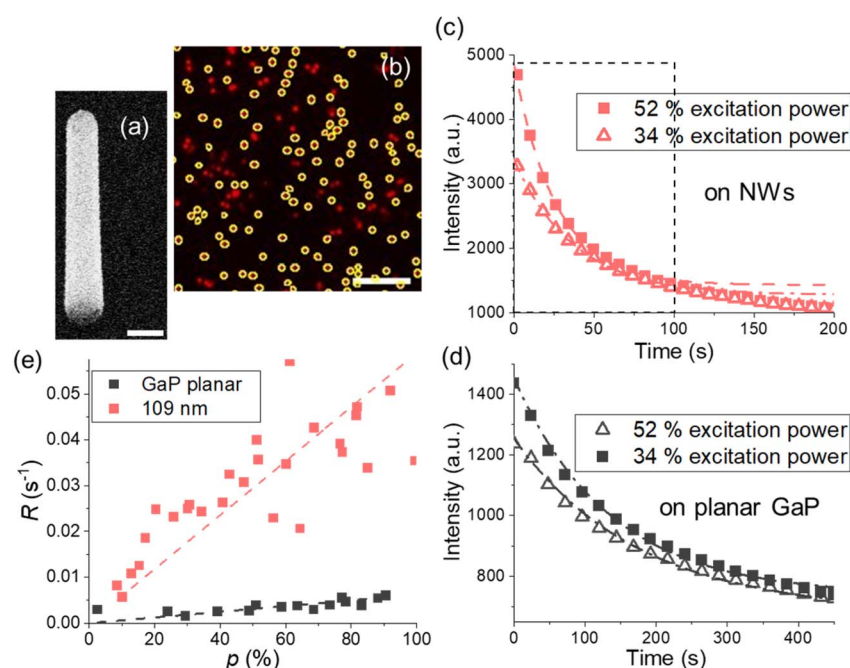 (a)
(b)
(c)
5000
4000
3000
2000
1000
Intensity (a.u.)
52 % excitation power
34 % excitation power
on NWs
0 50 100 150 200
Time (s)
(e)
0.05
0.04
0.03
0.02
0.01
0.00
R (s⁻¹)
GaP planar
109 nm
0 20 40 60 80 100
p (%)
(d)
1400
1200
1000
800
Intensity (a.u.)
52 % excitation power
34 % excitation power
on planar GaP
0 100 200 300 400
Time (s)